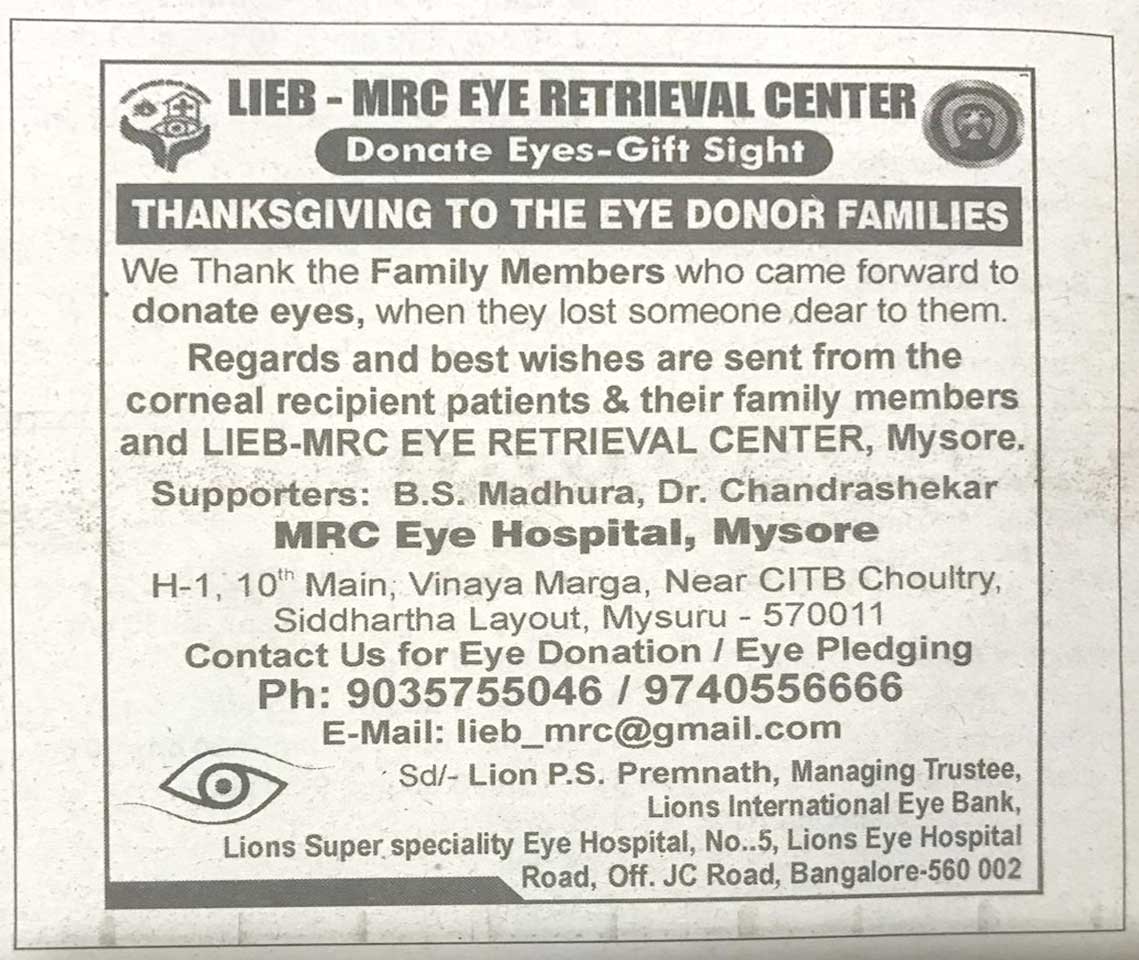 LIEB - MRC EYE RETRIEVAL CENTER
Donate Eyes-Gift Sight
THANKSGIVING TO THE EYE DONOR FAMILIES
We Thank the Family Members who came forward to
donate eyes, when they lost someone dear to them.
Regards and best wishes are sent from the
corneal recipient patients & their family members
and LIEB-MRC EYE RETRIEVAL CENTER, Mysore.
Supporters: B.S. Madhura, Dr. Chandrashekar
MRC Eye Hospital, Mysore
H-1, 10th Main, Vinaya Marga, Near CITB Choultry,
Siddhartha Layout, Mysuru - 570011
Contact Us for Eye Donation / Eye Pledging
Ph: 9035755046 / 9740556666
E-Mail: lieb_mrc@gmail.com
Sd/- Lion P.S. Premnath, Managing Trustee,
Lions International Eye Bank,
Lions Super speciality Eye Hospital, No..5, Lions Eye Hospital
Road, Off. JC Road, Bangalore-560 002